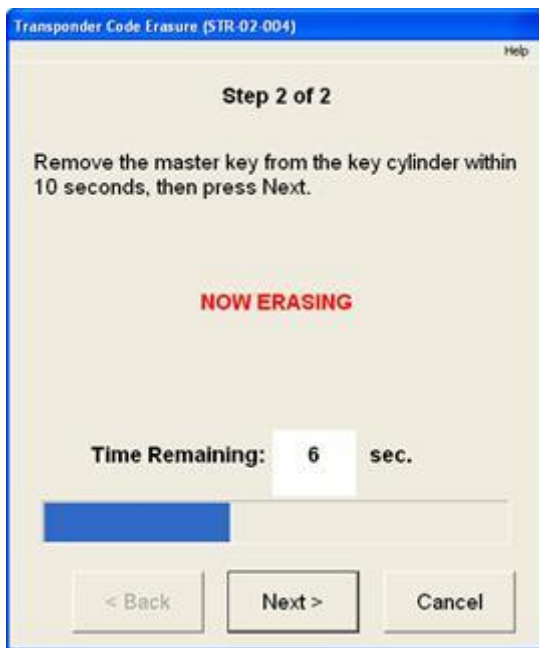 Transponder Code Erasure (STR-02-004)
Help
Step 2 of 2
Remove the master key from the key cylinder within
10 seconds, then press Next.
NOW ERASING
Time Remaining: 6 sec.
< Back Next > Cancel